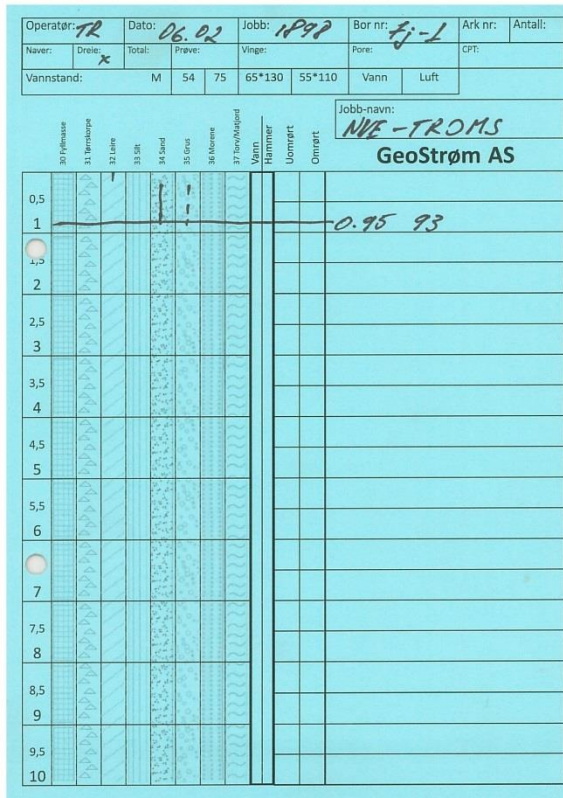 Operatør: TR Dato: 06.02 Jobb: 1898 Bor nr: Fj-1 Ark nr: Antall:
Naver: Dreie: x Total: Prøve: Vinge: Pore: CPT:
Vannstand: M 54 75 65*130 55*110 Vann Luft
Jobb-navn:
NVE-TROMS
GeoStrøm AS
30 Fyllmasse 31 Tørrskorpe 32 Leire 33 Silt 34 Sand 35 Grus 36 Morene 37 Torv/Matjord Vann Hammer Uomrørt Omrørt
0,5
1 0.95 93
1,5
2
2,5
3
3,5
4
4,5
5
5,5
6
7
7,5
8
8,5
9
9,5
10